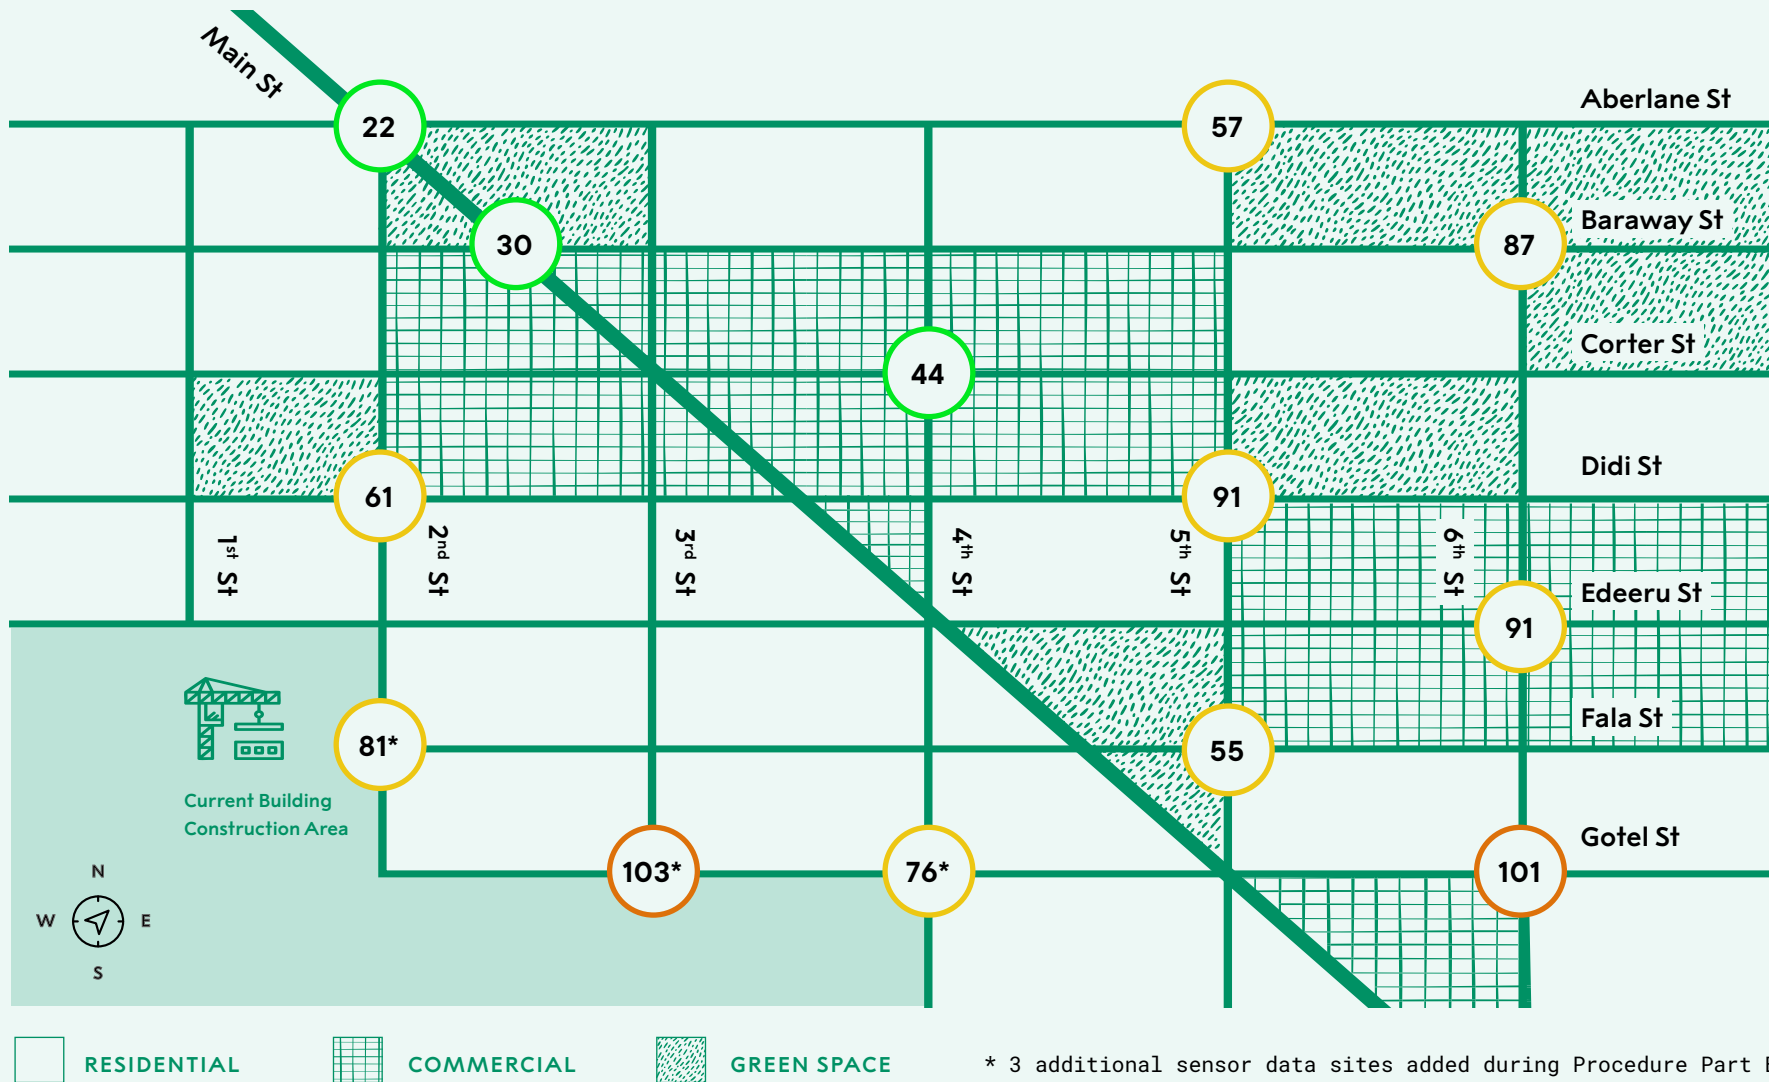 Main St
Aberlane St
22
57
Baraway St
30
87
Corter St
44
Didi St
61
91
1st St
2nd St
3rd St
4th St
5th St
6th St
Edeeru St
91
Fala St
81*
55
Current Building
Construction Area
Gotel St
103*
76*
101
N
W
E
S
RESIDENTIAL
COMMERCIAL
GREEN SPACE
* 3 additional sensor data sites added during Procedure Part